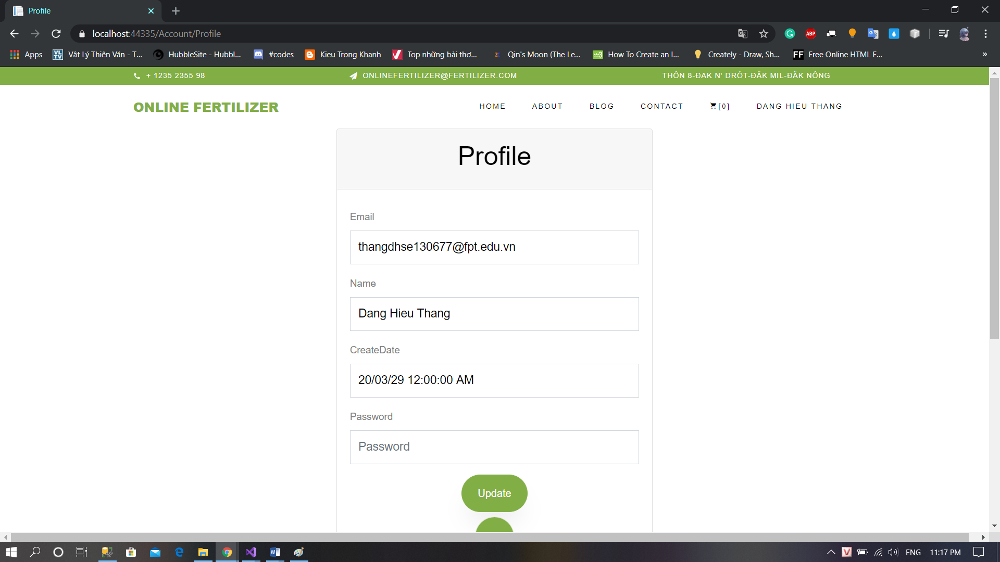 Profile
localhost:44335/Account/Profile
ABP
Apps
Vật Lý Thiên Văn - T...
HubbleSite - Hubbl...
#codes
Kieu Trong Khanh
Top những bài thơ...
Qin's Moon (The Le...
How To Create an I...
Creately - Draw, Sh...
FF Free Online HTML F...
»
+ 1235 2355 98
ONLINEFERTILIZER@FERTILIZER.COM
THÔN 8-ĐAK N' DRÓT-ĐĂK MIL-ĐĂK NÔNG
ONLINE FERTILIZER
HOME
ABOUT
BLOG
CONTACT
[0]
DANG HIEU THANG
Profile
Email
thangdhse130677@fpt.edu.vn
Name
Dang Hieu Thang
CreateDate
20/03/29 12:00:00 AM
Password
Password
Update
ENG
11:17 PM